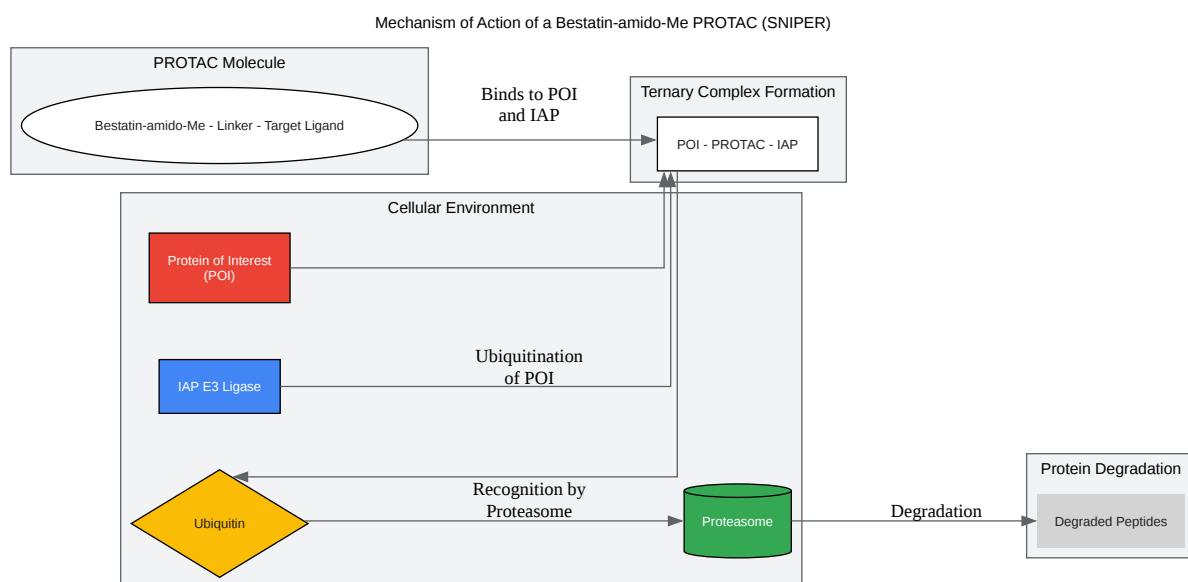 Mechanism of Action of a Bestatin-amido-Me PROTAC (SNIPER)
PROTAC Molecule
Bestatin-amido-Me - Linker - Target Ligand
Binds to POI
and IAP
Ternary Complex Formation
POI - PROTAC - IAP
Cellular Environment
Protein of Interest
(POI)
IAP E3 Ligase
Ubiquitination
of POI
Ubiquitin
Recognition by
Proteasome
Proteasome
Degradation
Protein Degradation
Degraded Peptides